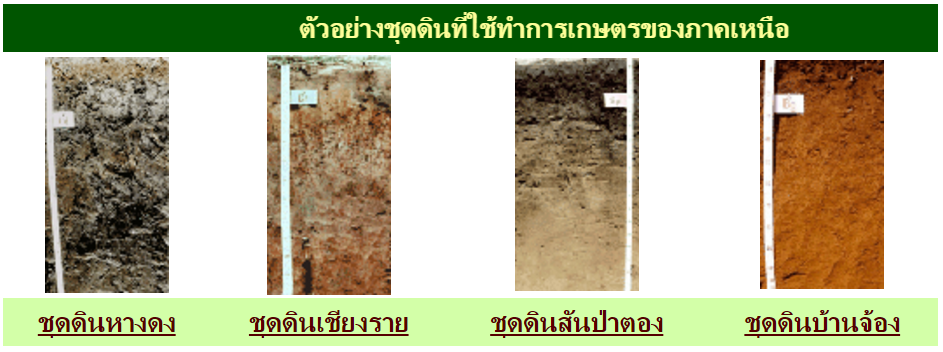 ตัวอย่างชุดดินที่ใช้ทำการเกษตรของภาคเหนือ
ชุดดินหางดง
ชุดดินเชียงราย
ชุดดินสันป่าตอง
ชุดดินบ้านจ้อง